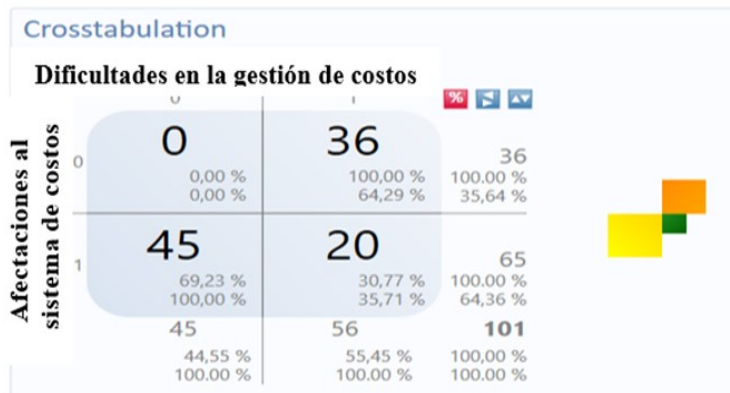 Crosstabulation
Dificultades en la gestión de costos
Afectaciones al
sistema de costos
%
0 0 36 36
0,00 % 100,00 % 100.00 %
0,00 % 64,29 % 35,64 %
1 45 20 65
69,23 % 30,77 % 100.00 %
100,00 % 35,71 % 64,36 %
45 56 101
44,55 % 55,45 % 100,00 %
100.00 % 100.00 % 100.00 %